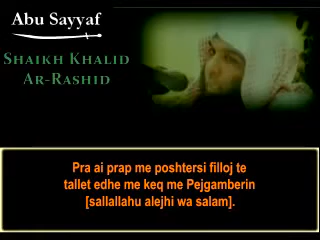 Abu Sayyaf
Shaikh Khalid
Ar-Rashid
Pra ai prap me poshtersi filloj te
tallet edhe me keq me Pejgamberin
[sallallahu alejhi wa salam].